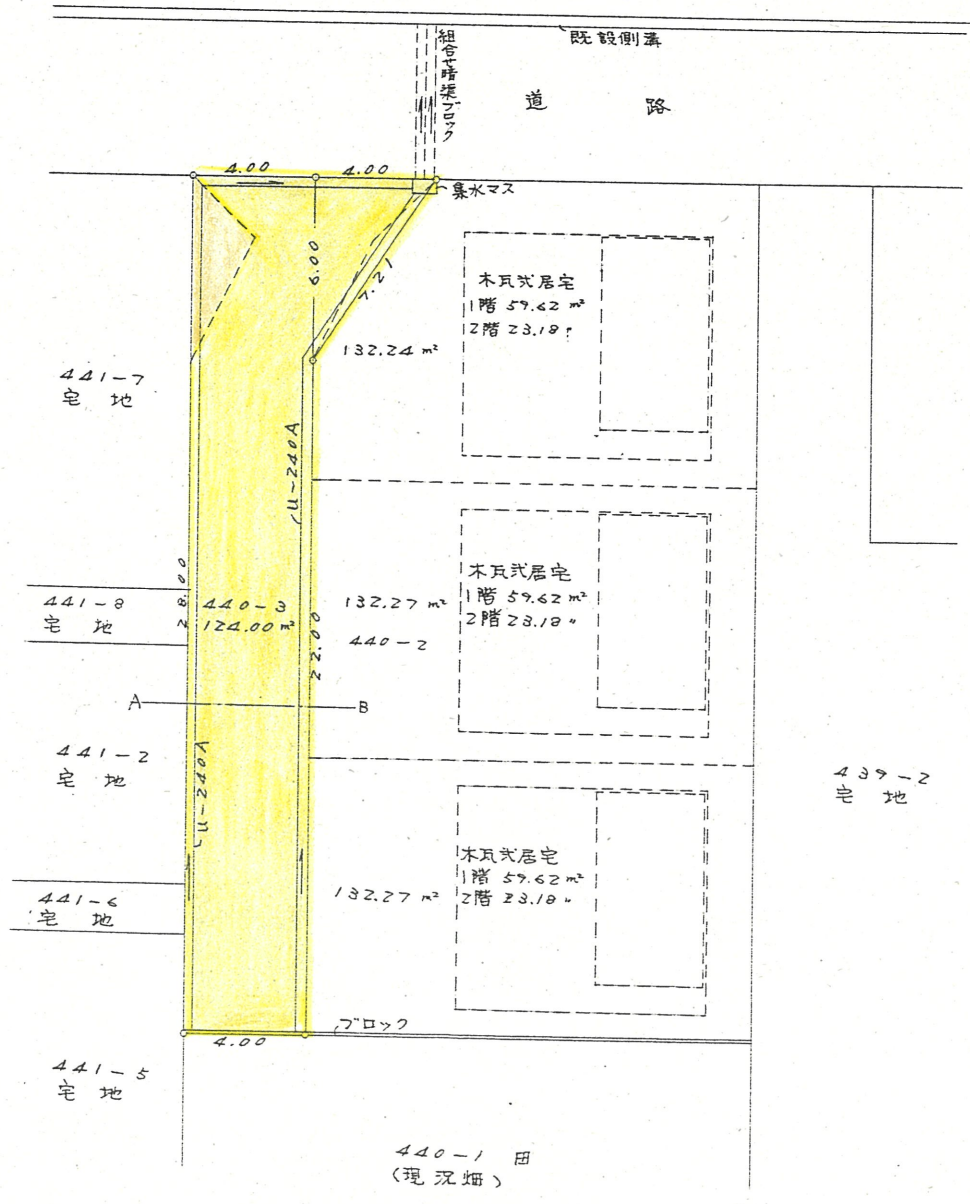 既設側溝
組合せ暗渠ブロック
道 路
4.00
4.00
集水マス
6.00
7.21
木瓦弐居宅
1階 59.62 m²
2階 23.18 〃
132.24 m²
441-7
宅 地
U-240A
木瓦弐居宅
1階 59.62 m²
2階 23.18 〃
28.00
441-8
宅 地
440-3
124.00 m²
132.27 m²
440-2
22.00
A
B
441-2
宅 地
U-240A
439-2
宅 地
木瓦弐居宅
1階 59.62 m²
2階 23.18 〃
132.27 m²
441-6
宅 地
ブロック
4.00
441-5
宅 地
440-1 田
(現況畑)